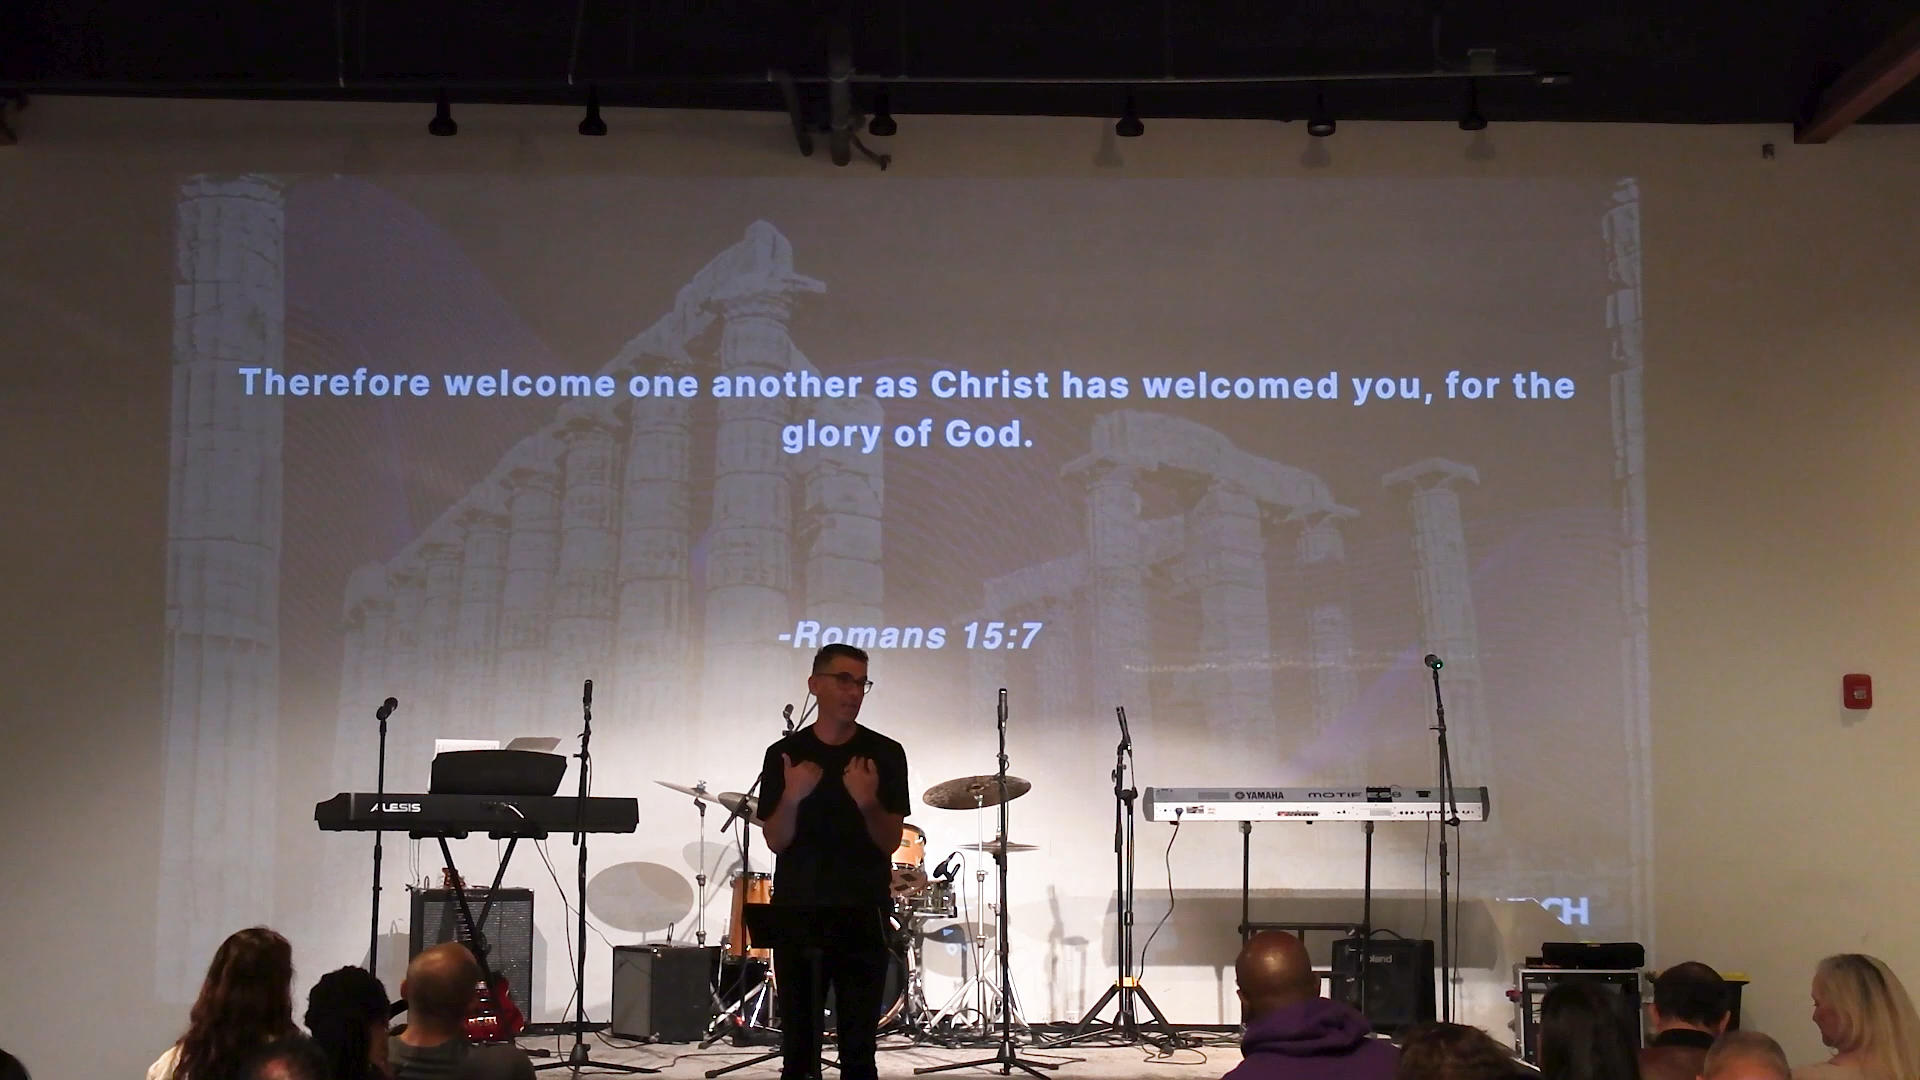 Therefore welcome one another as Christ has welcomed you, for the
glory of God.
-Romans 15:7
ALESIS
YAMAHA MOTIF ES8
Roland